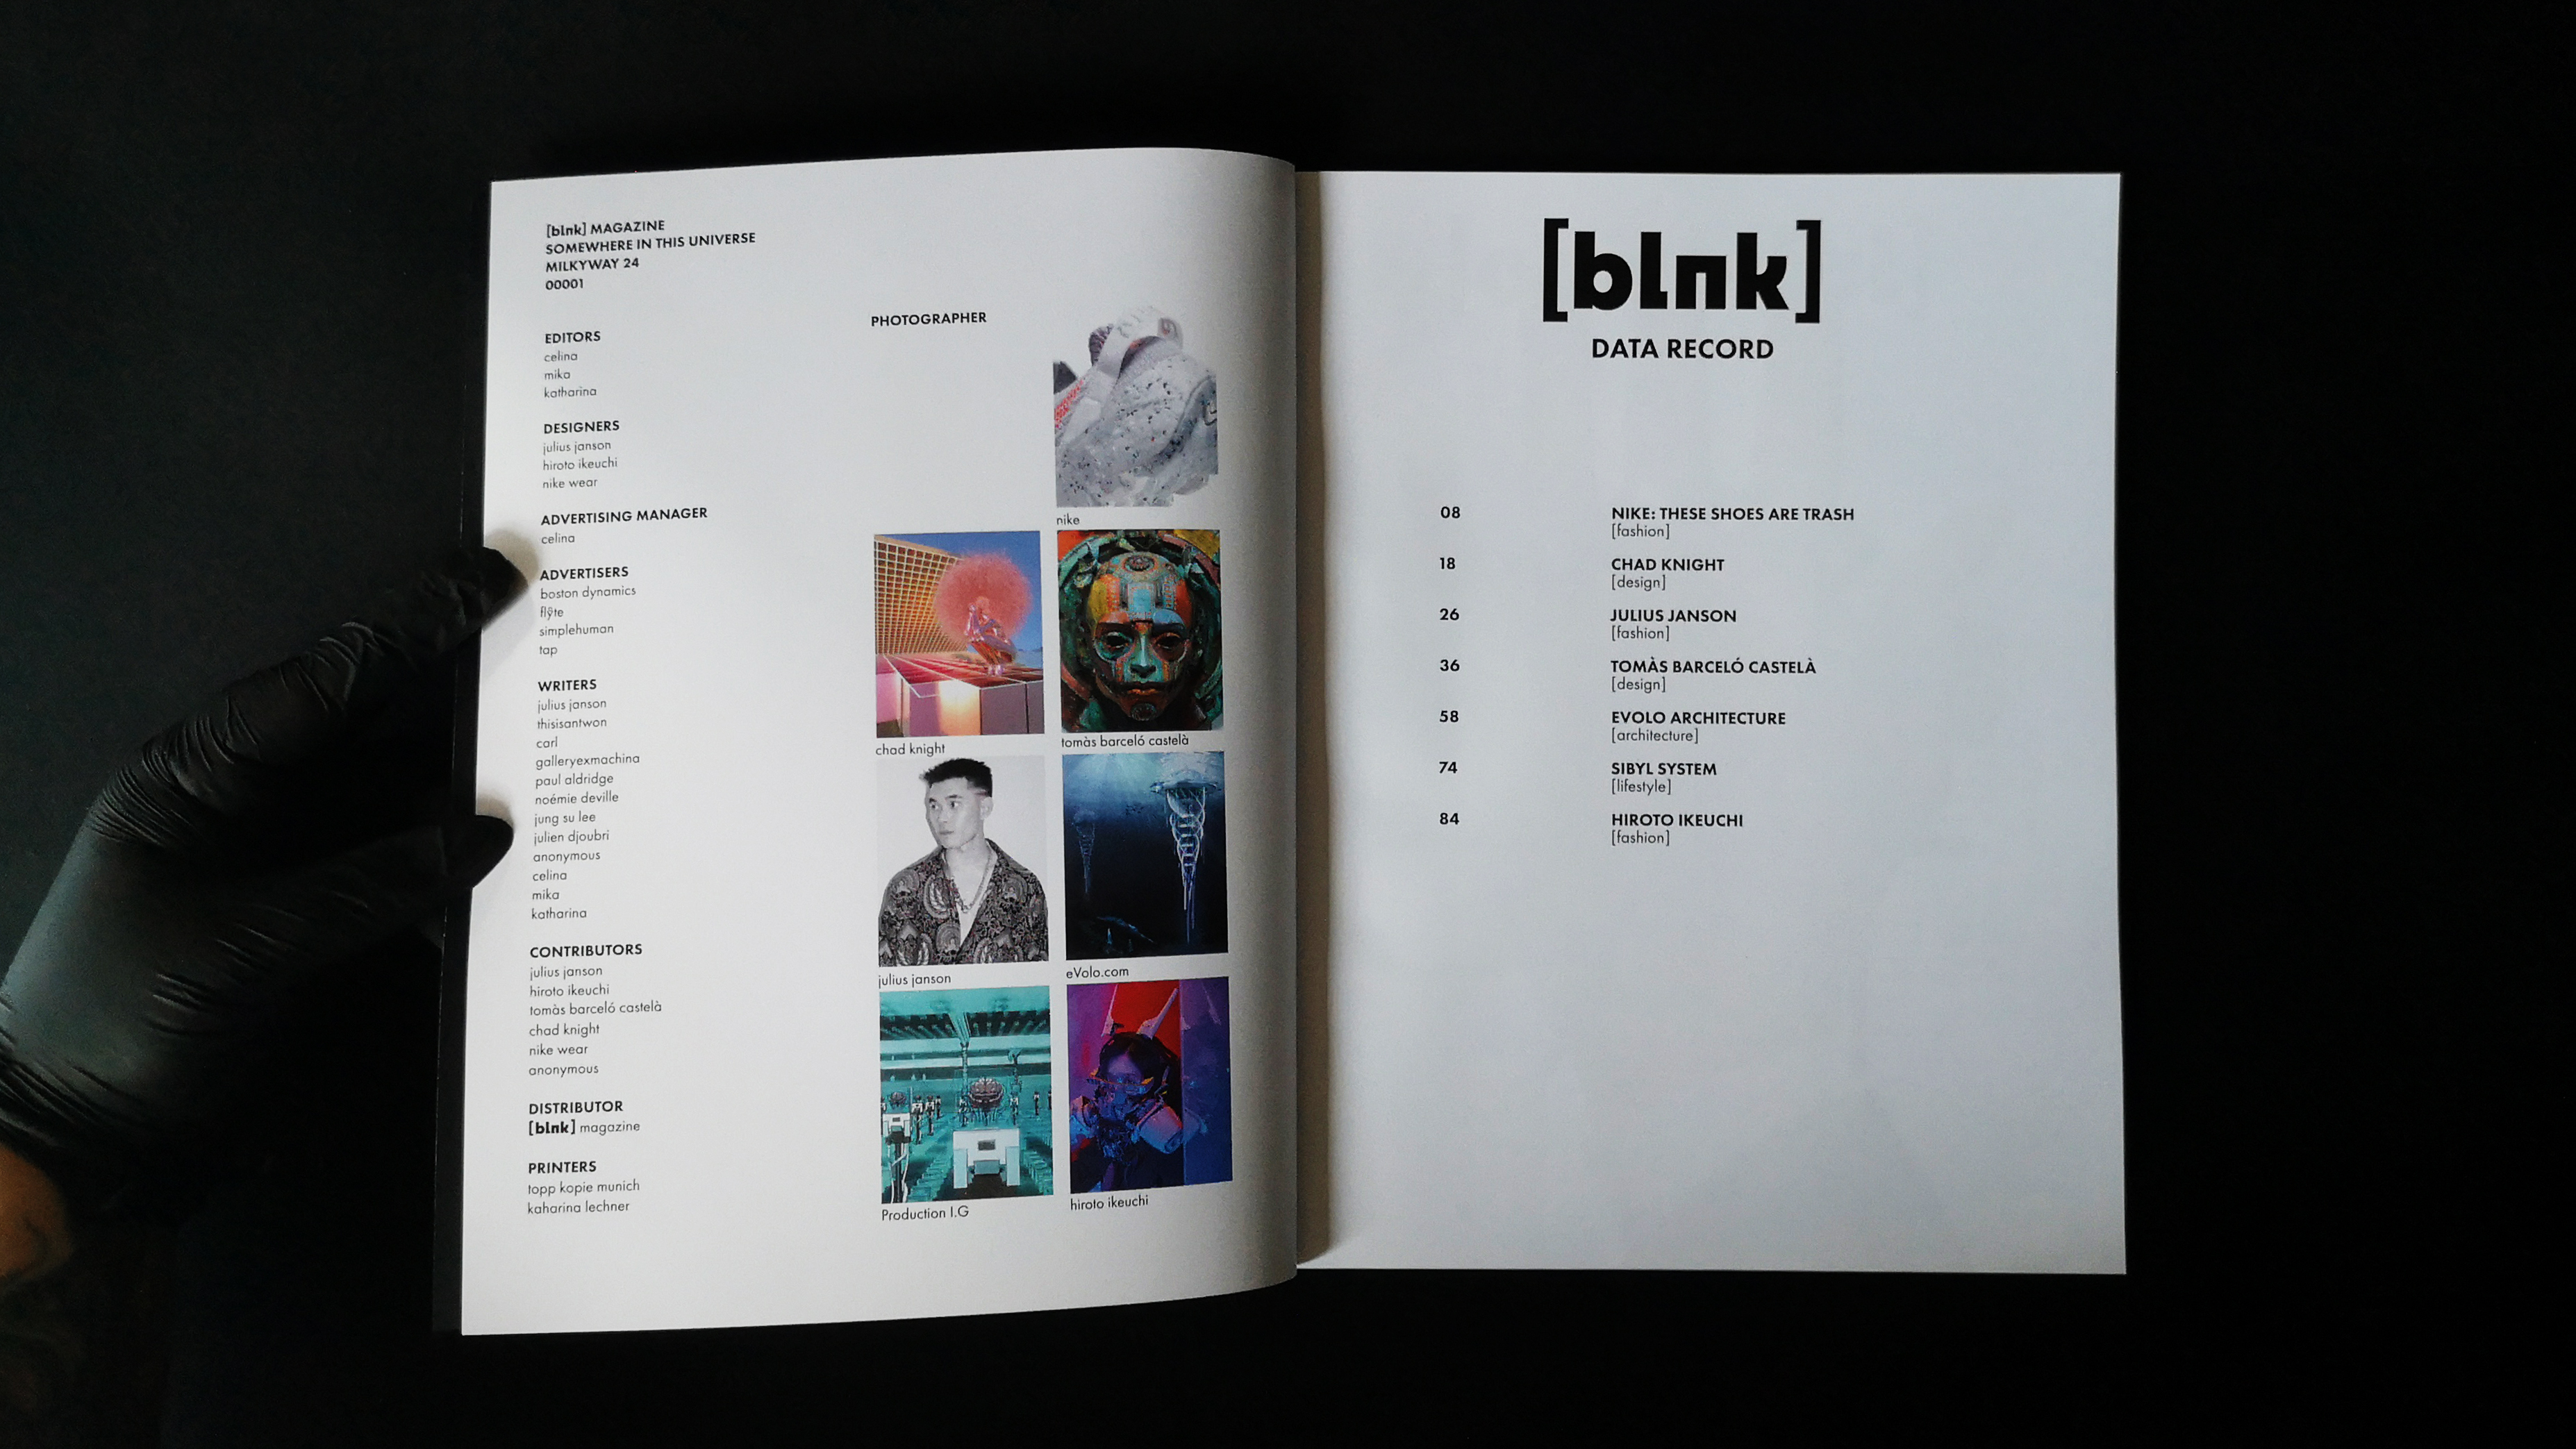 [blnk] MAGAZINE
SOMEWHERE IN THIS UNIVERSE
MILKYWAY 24
00001
EDITORS
celina
mika
katharina
DESIGNERS
julius janson
hiroto ikeuchi
nike wear
ADVERTISING MANAGER
celina
ADVERTISERS
boston dynamics
flÿte
simplehuman
tap
WRITERS
julius janson
thisisantwon
carl
galleryexmachina
paul aldridge
noémie deville
jung su lee
julien djoubri
anonymous
celina
mika
katharina
CONTRIBUTORS
julius janson
hiroto ikeuchi
tomàs barceló castelà
chad knight
nike wear
anonymous
DISTRIBUTOR
[blnk] magazine
PRINTERS
topp kopie munich
kaharina lechner
PHOTOGRAPHER
nike
chad knight
tomàs barceló castelà
julius janson
eVolo.com
Production I.G
hiroto ikeuchi
[blnk]
DATA RECORD
08 NIKE: THESE SHOES ARE TRASH
[fashion]
18 CHAD KNIGHT
[design]
26 JULIUS JANSON
[fashion]
36 TOMÀS BARCELÓ CASTELÀ
[design]
58 EVOLO ARCHITECTURE
[architecture]
74 SIBYL SYSTEM
[lifestyle]
84 HIROTO IKEUCHI
[fashion]